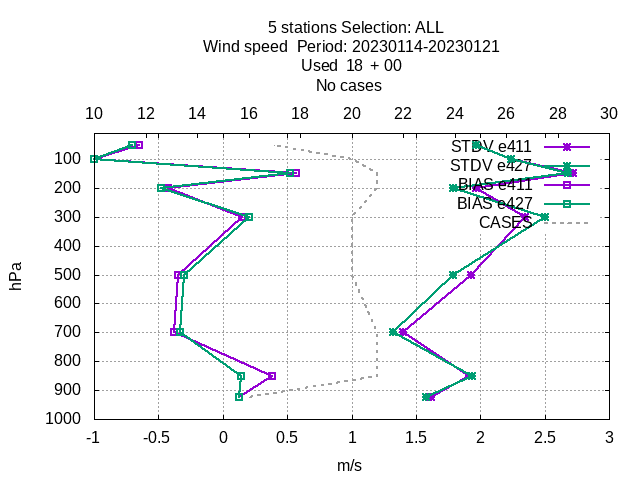 5 stations Selection: ALL
Wind speed  Period: 20230114-20230121
Used  18  + 00
No cases
10 12 14 16 18 20 22 24 26 28 30
STDV e411
STDV e427
BIAS e411
BIAS e427
CASES
hPa
100
200
300
400
500
600
700
800
900
1000
-1 -0.5 0 0.5 1 1.5 2 2.5 3
m/s